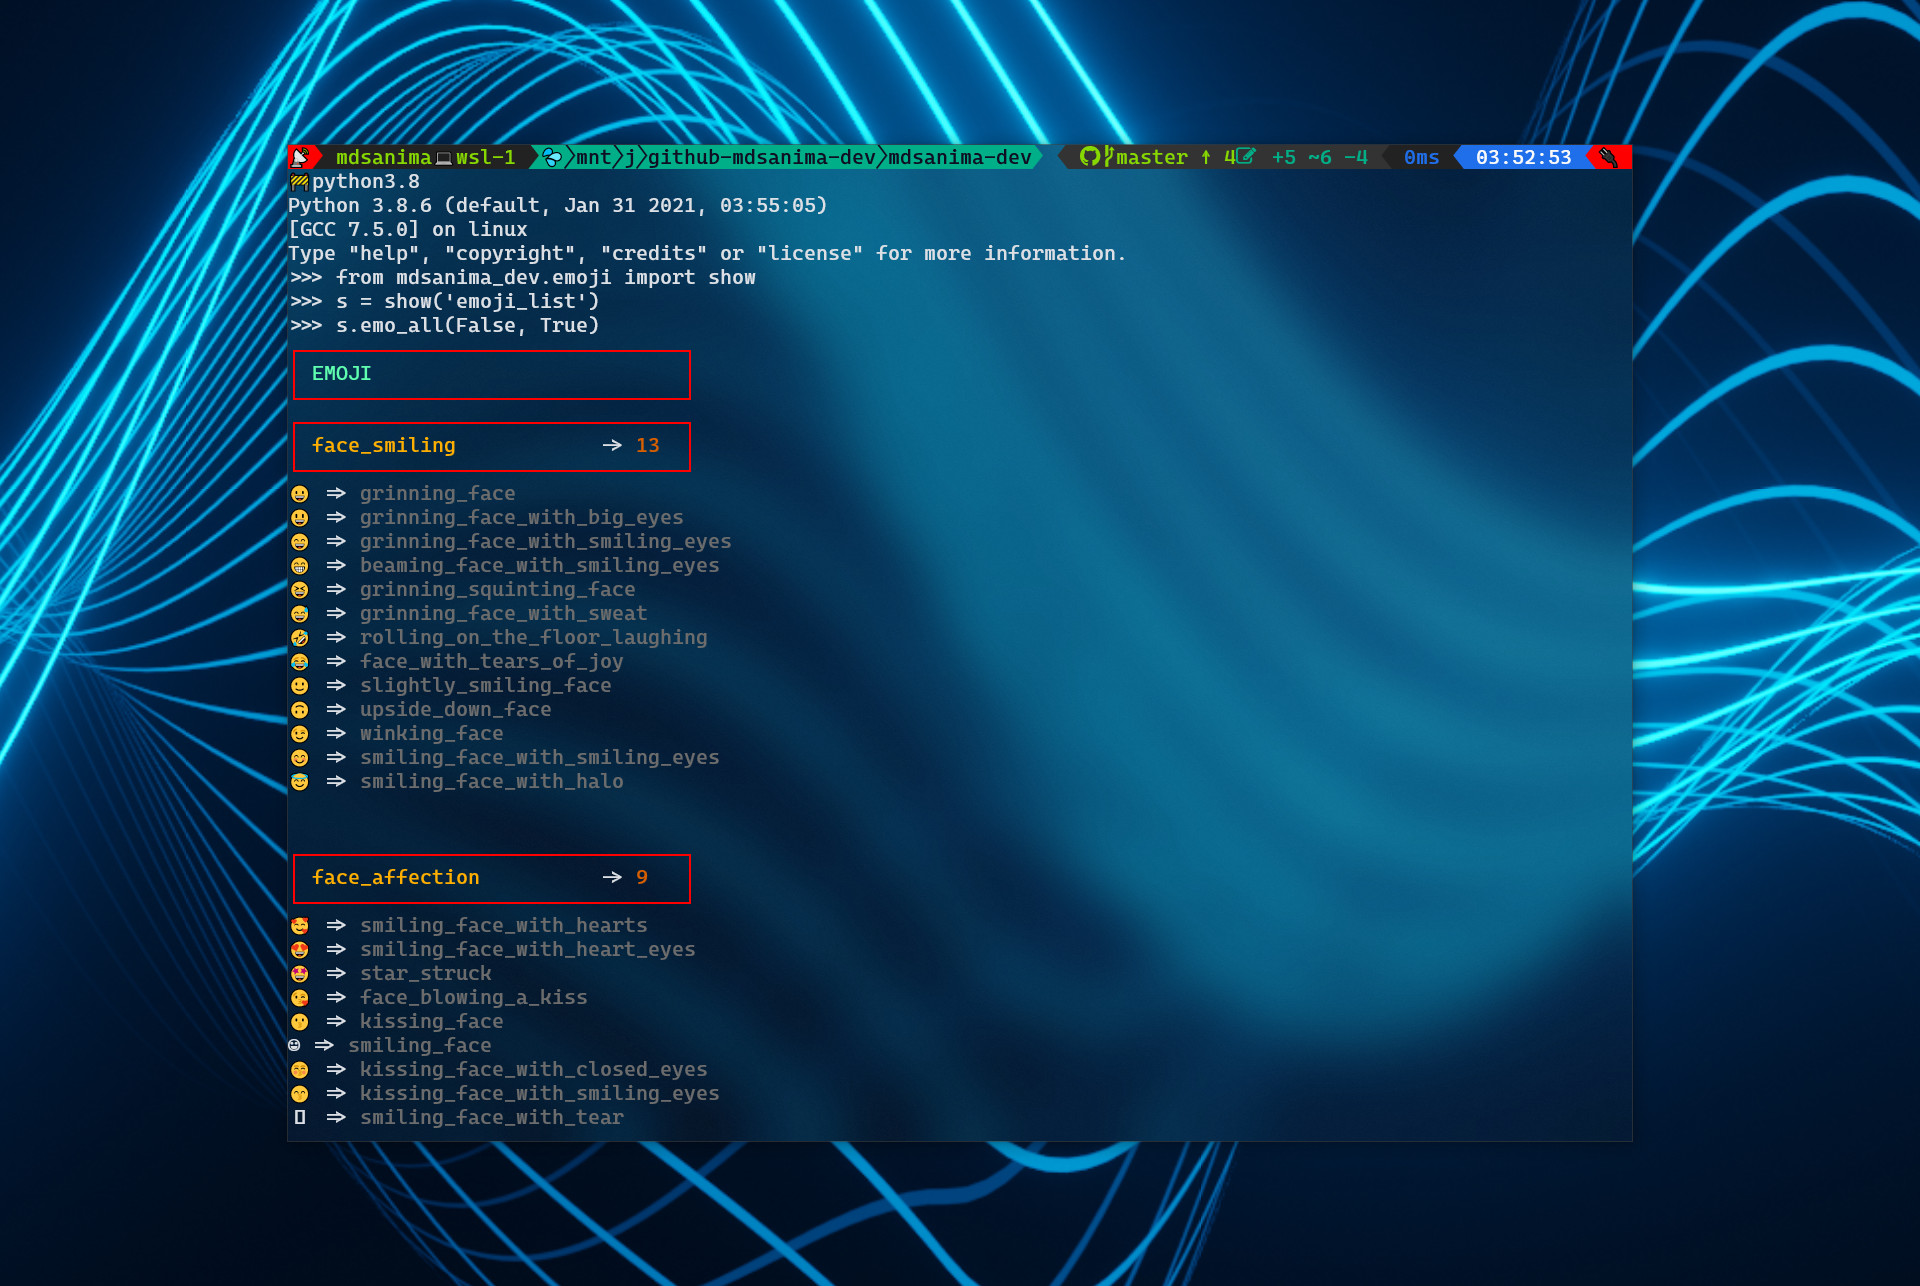 mdsanima💻wsl-1 mnt j github-mdsanima-dev mdsanima-dev master ↑ 4 +5 ~6 -4 0ms 03:52:53
🚧python3.8
Python 3.8.6 (default, Jan 31 2021, 03:55:05)
[GCC 7.5.0] on linux
Type "help", "copyright", "credits" or "license" for more information.
>>> from mdsanima_dev.emoji import show
>>> s = show('emoji_list')
>>> s.emo_all(False, True)
EMOJI
face_smiling → 13
😀 ⇒ grinning_face
😃 ⇒ grinning_face_with_big_eyes
😄 ⇒ grinning_face_with_smiling_eyes
😁 ⇒ beaming_face_with_smiling_eyes
😆 ⇒ grinning_squinting_face
😅 ⇒ grinning_face_with_sweat
🤣 ⇒ rolling_on_the_floor_laughing
😂 ⇒ face_with_tears_of_joy
🙂 ⇒ slightly_smiling_face
🙃 ⇒ upside_down_face
😉 ⇒ winking_face
😊 ⇒ smiling_face_with_smiling_eyes
😇 ⇒ smiling_face_with_halo
face_affection → 9
🥰 ⇒ smiling_face_with_hearts
😍 ⇒ smiling_face_with_heart_eyes
🤩 ⇒ star_struck
😘 ⇒ face_blowing_a_kiss
😗 ⇒ kissing_face
☺ ⇒ smiling_face
😚 ⇒ kissing_face_with_closed_eyes
😙 ⇒ kissing_face_with_smiling_eyes
▯ ⇒ smiling_face_with_tear